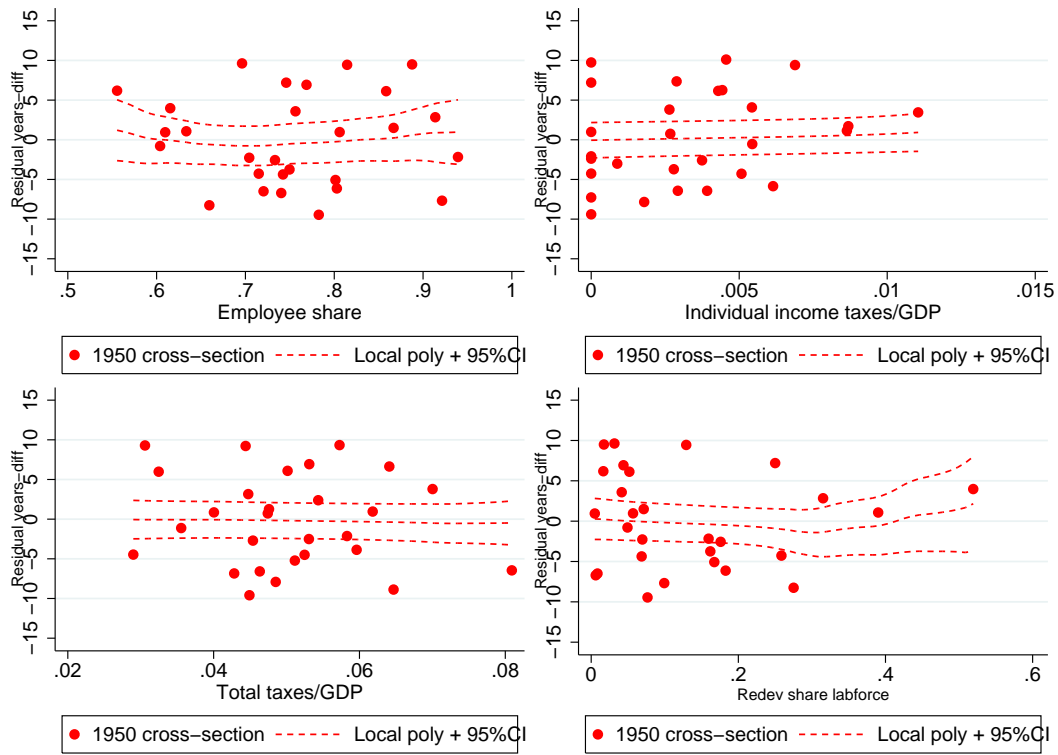 15
10
5
0
−5
−10
−15
Residual years−diff
.5 .6 .7 .8 .9 1
Employee share
1950 cross−section Local poly + 95%CI
15
10
5
0
−5
−10
−15
Residual years−diff
0 .005 .01 .015
Individual income taxes/GDP
1950 cross−section Local poly + 95%CI
15
10
5
0
−5
−10
−15
Residual years−diff
.02 .04 .06 .08
Total taxes/GDP
1950 cross−section Local poly + 95%CI
15
10
5
0
−5
−10
−15
Residual years−diff
0 .2 .4 .6
Redev share labforce
1950 cross−section Local poly + 95%CI